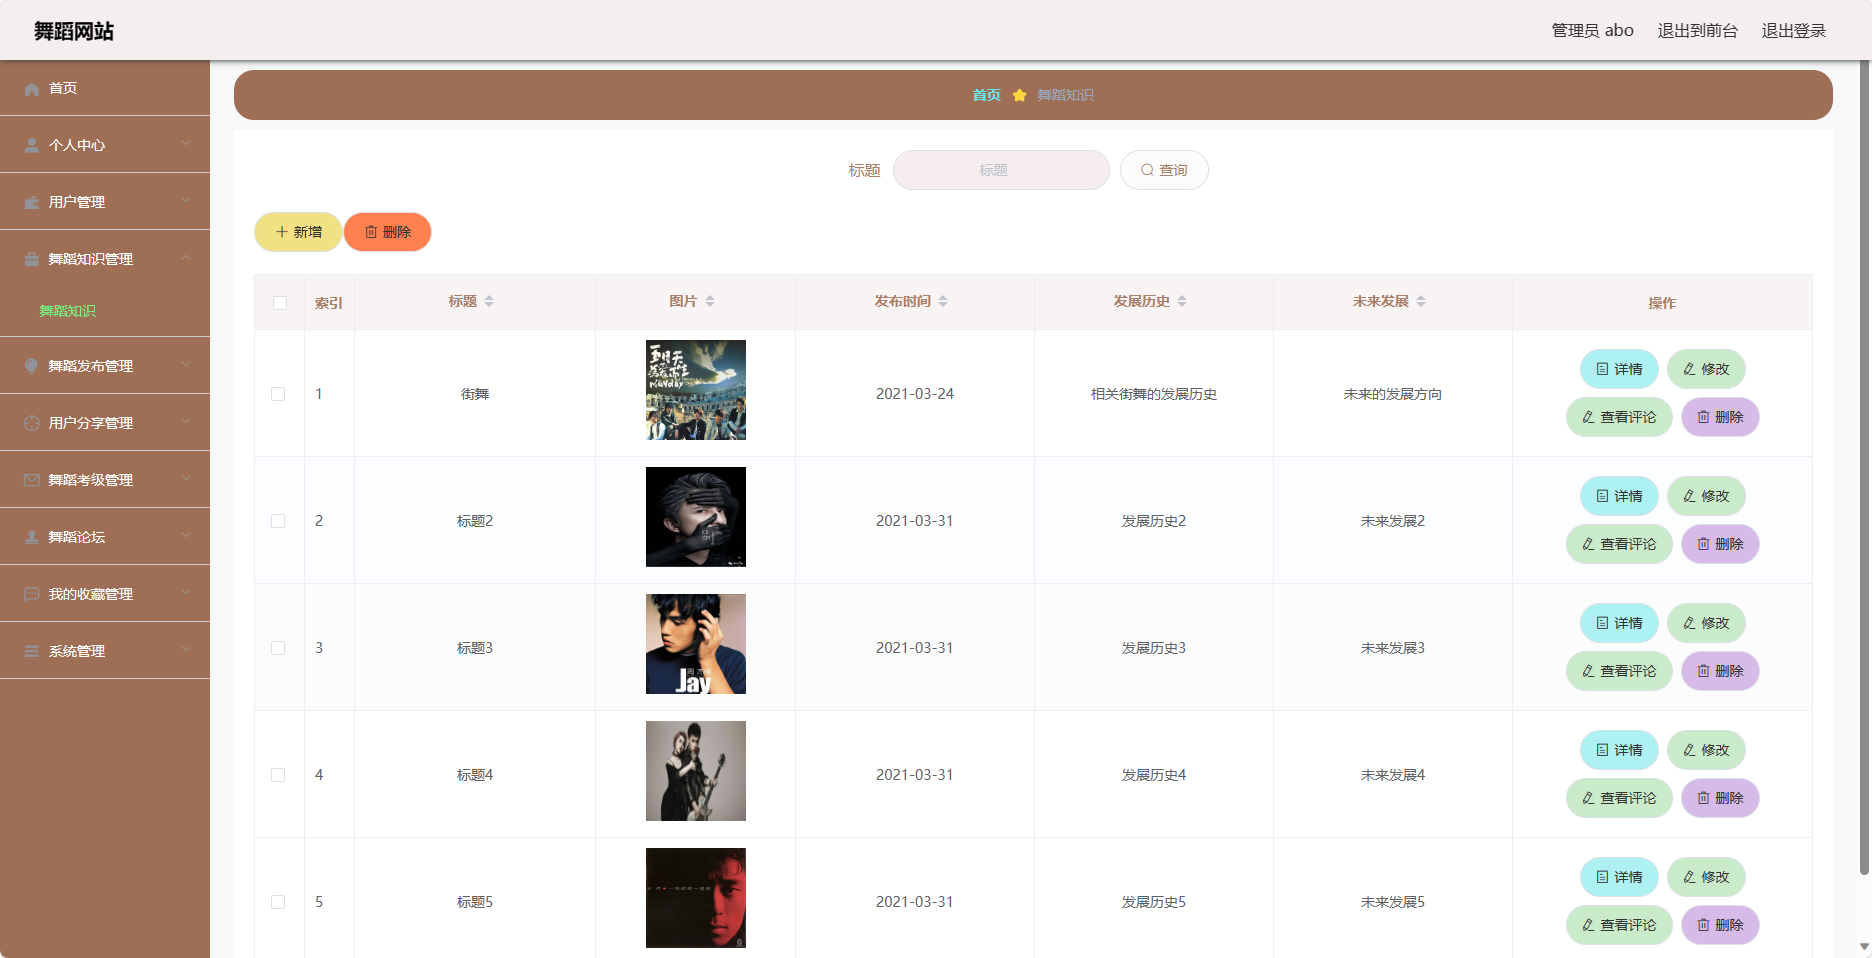 舞蹈网站
管理员 abo 退出到前台 退出登录
首页
个人中心
用户管理
舞蹈知识管理
舞蹈知识
舞蹈发布管理
用户分享管理
舞蹈考级管理
舞蹈论坛
我的收藏管理
系统管理
首页 舞蹈知识
标题 标题 查询
新增 删除
索引 标题 图片 发布时间 发展历史 未来发展 操作
1 街舞 2021-03-24 相关街舞的发展历史 未来的发展方向 详情 修改
查看评论 删除
2 标题2 2021-03-31 发展历史2 未来发展2 详情 修改
查看评论 删除
3 标题3 Jay 2021-03-31 发展历史3 未来发展3 详情 修改
查看评论 删除
4 标题4 2021-03-31 发展历史4 未来发展4 详情 修改
查看评论 删除
5 标题5 2021-03-31 发展历史5 未来发展5 详情 修改
查看评论 删除